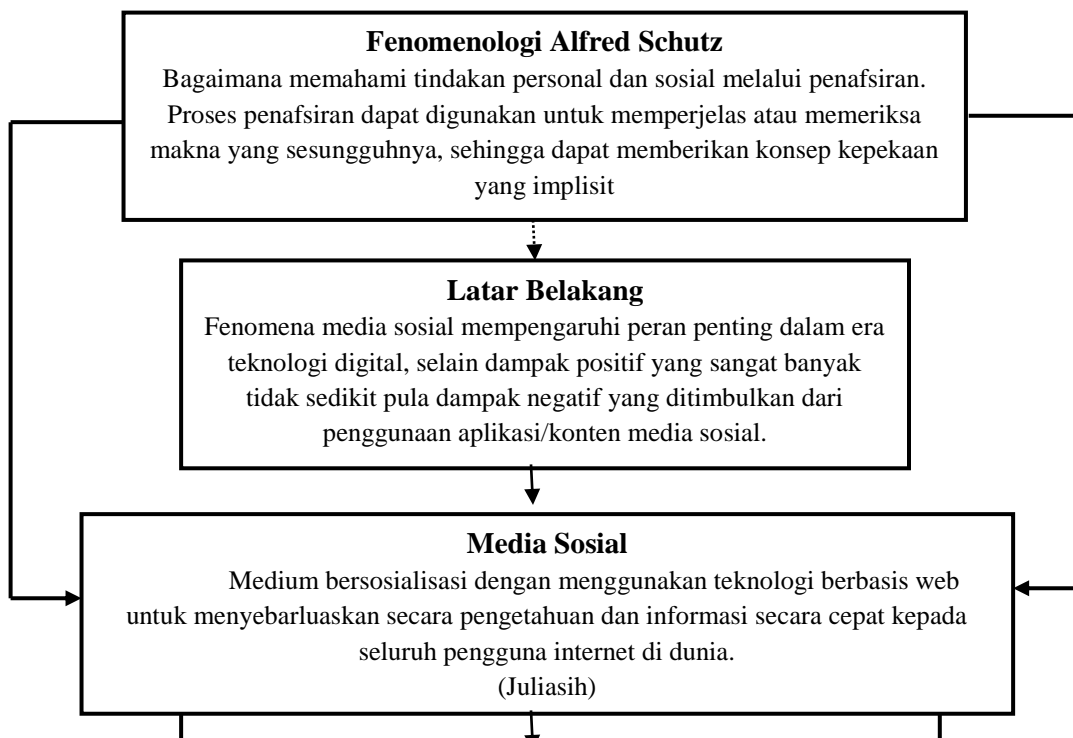 Fenomenologi Alfred Schutz
Bagaimana memahami tindakan personal dan sosial melalui penafsiran.
Proses penafsiran dapat digunakan untuk memperjelas atau memeriksa
makna yang sesungguhnya, sehingga dapat memberikan konsep kepekaan
yang implisit
Latar Belakang
Fenomena media sosial mempengaruhi peran penting dalam era
teknologi digital, selain dampak positif yang sangat banyak
tidak sedikit pula dampak negatif yang ditimbulkan dari
penggunaan aplikasi/konten media sosial.
Media Sosial
Medium bersosialisasi dengan menggunakan teknologi berbasis web
untuk menyebarluaskan secara pengetahuan dan informasi secara cepat kepada
seluruh pengguna internet di dunia.
(Juliasih)